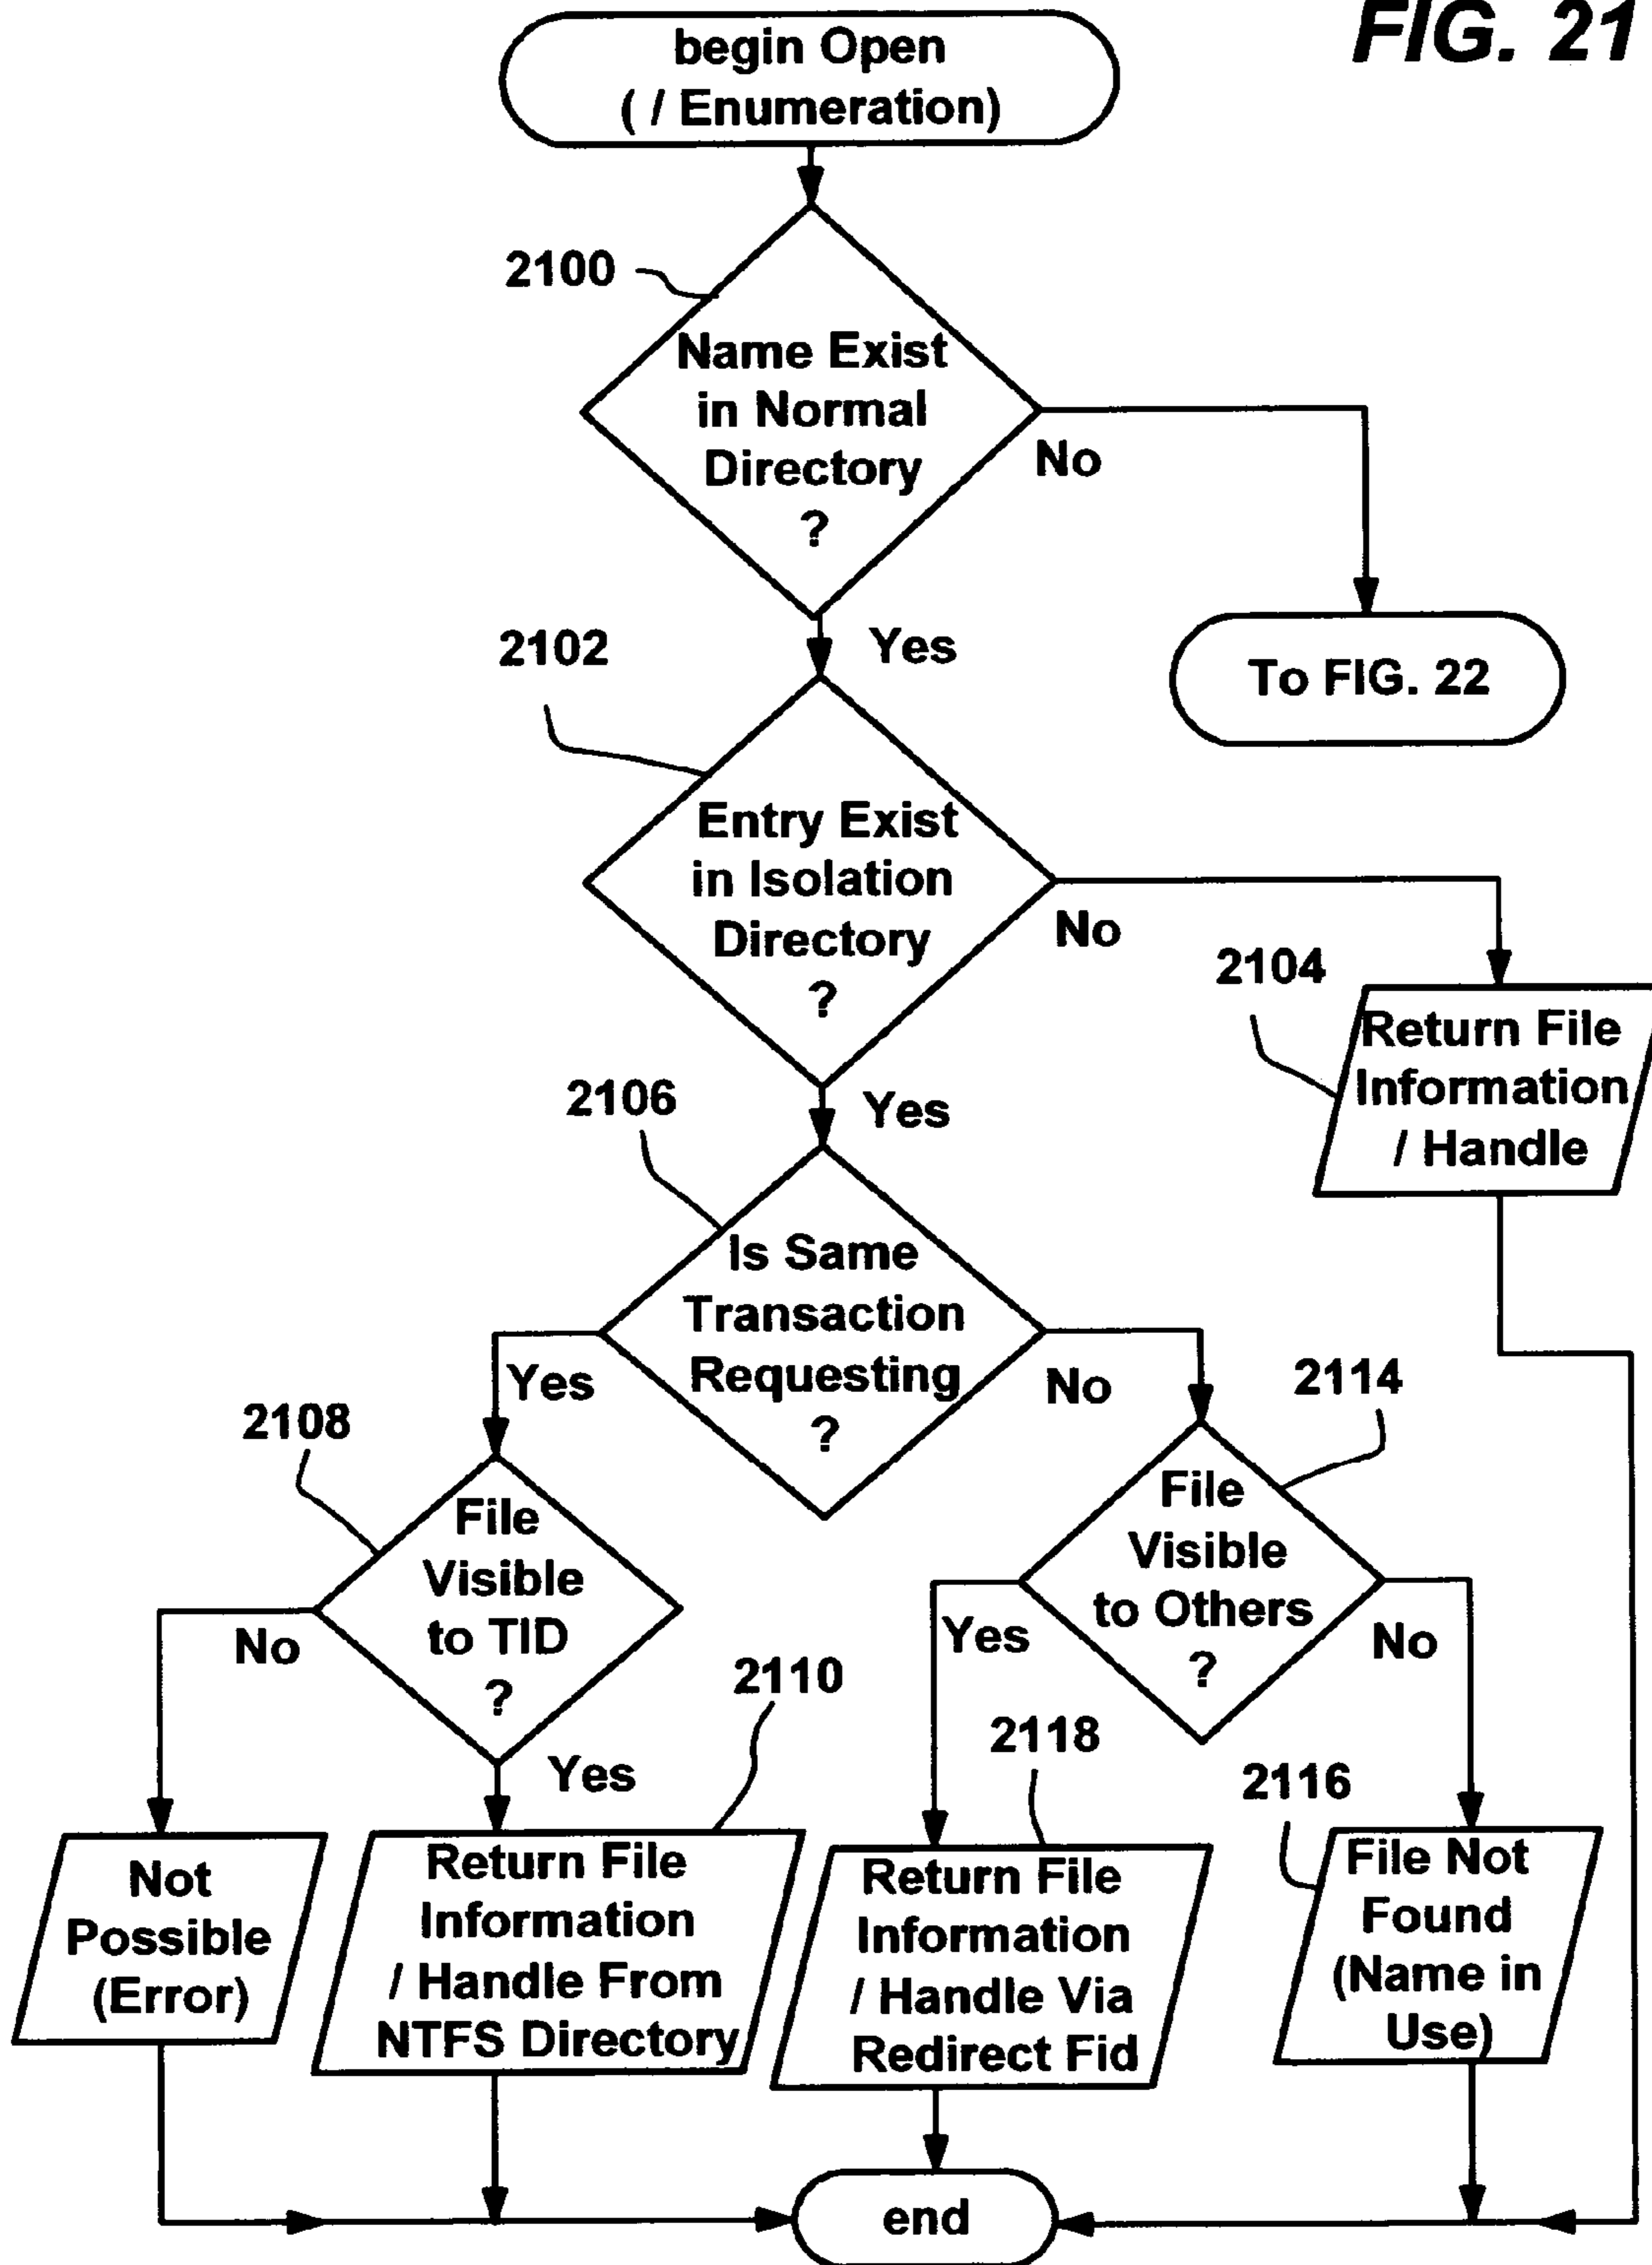 FIG. 21
begin Open
( / Enumeration)
2100
Name Exist
in Normal
Directory
?
No
Yes
To FIG. 22
2102
Entry Exist
in Isolation
Directory
?
No
Yes
2104
Return File
Information
/ Handle
2106
Is Same
Transaction
Requesting
?
Yes
No
2108
File
Visible
to TID
?
No
Yes
2114
File
Visible
to Others
?
Yes
No
2110
2118
2116
Not
Possible
(Error)
Return File
Information
/ Handle From
NTFS Directory
Return File
Information
/ Handle Via
Redirect Fid
File Not
Found
(Name in
Use)
end